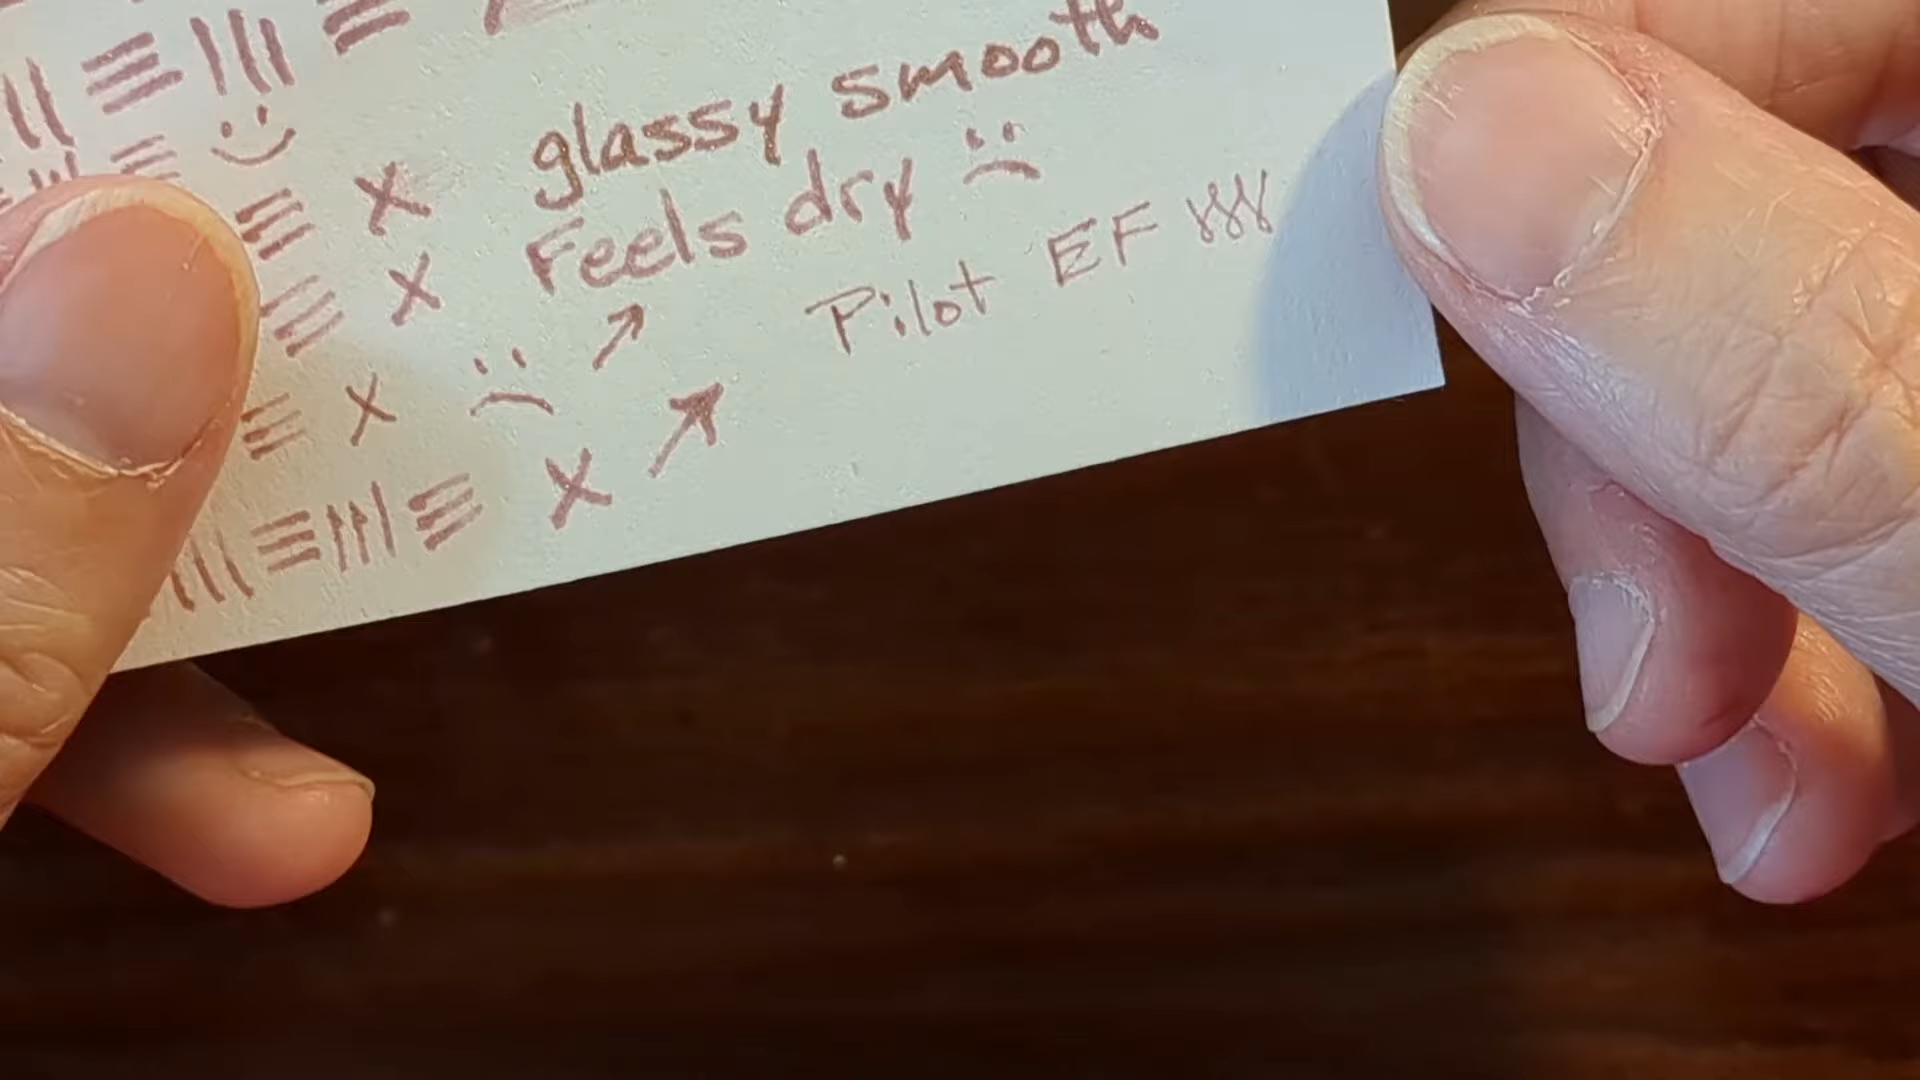 glassy smooth
x Feels dry
x
x Pilot EF
x